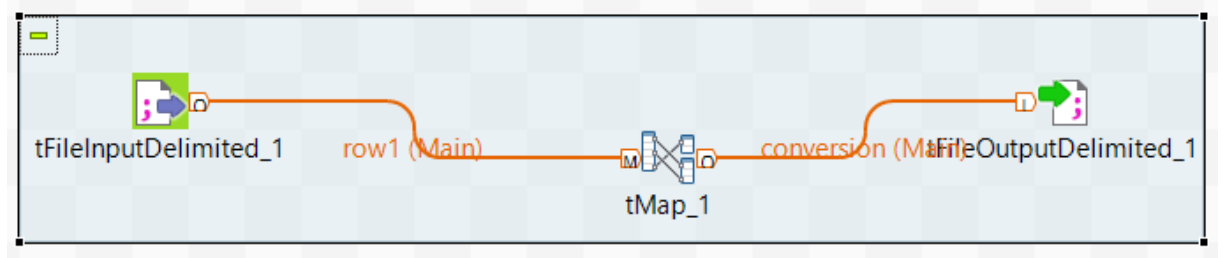 O
I
tFileInputDelimited_1
row1 (Main)
M
O
conversion (Main)
tFileOutputDelimited_1
tMap_1